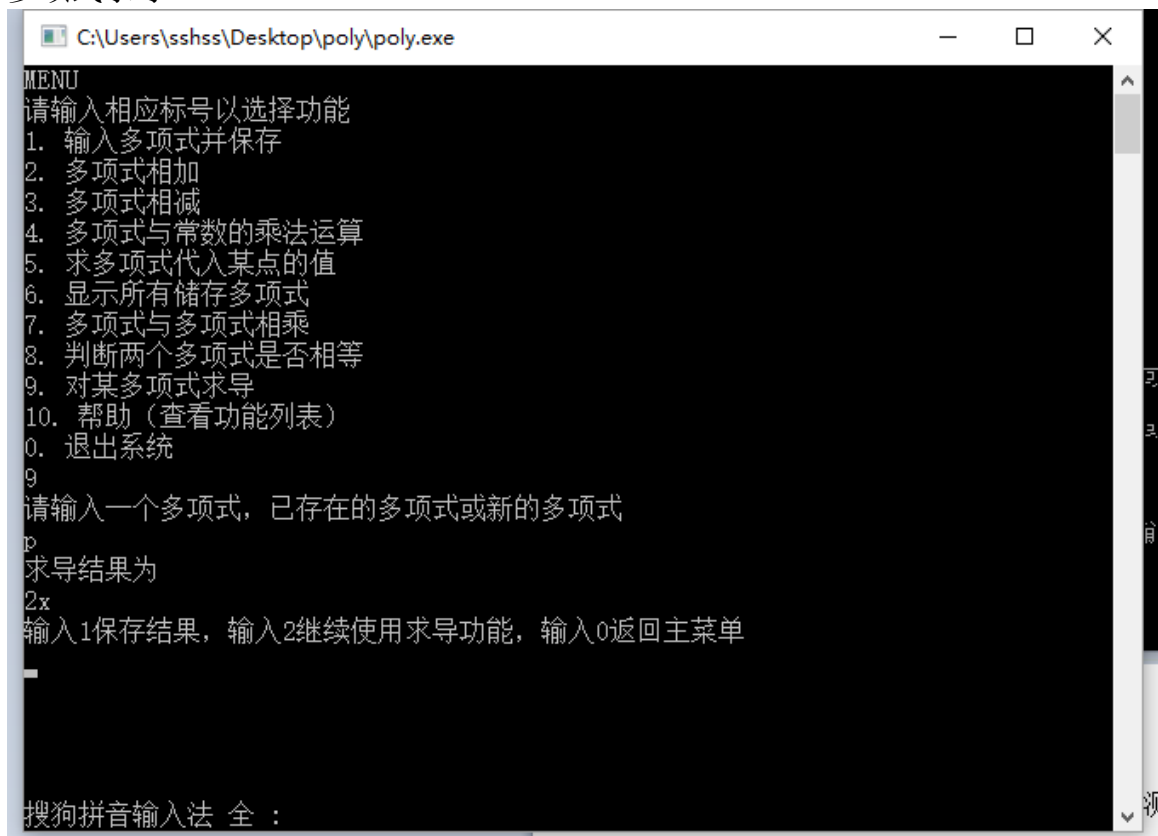 C:\Users\sshss\Desktop\poly\poly.exe
MENU
请输入相应标号以选择功能
1. 输入多项式并保存
2. 多项式相加
3. 多项式相减
4. 多项式与常数的乘法运算
5. 求多项式代入某点的值
6. 显示所有储存多项式
7. 多项式与多项式相乘
8. 判断两个多项式是否相等
9. 对某多项式求导
10. 帮助（查看功能列表）
0. 退出系统
9
请输入一个多项式，已存在的多项式或新的多项式
p
求导结果为
2x
输入1保存结果，输入2继续使用求导功能，输入0返回主菜单
搜狗拼音输入法 全 :